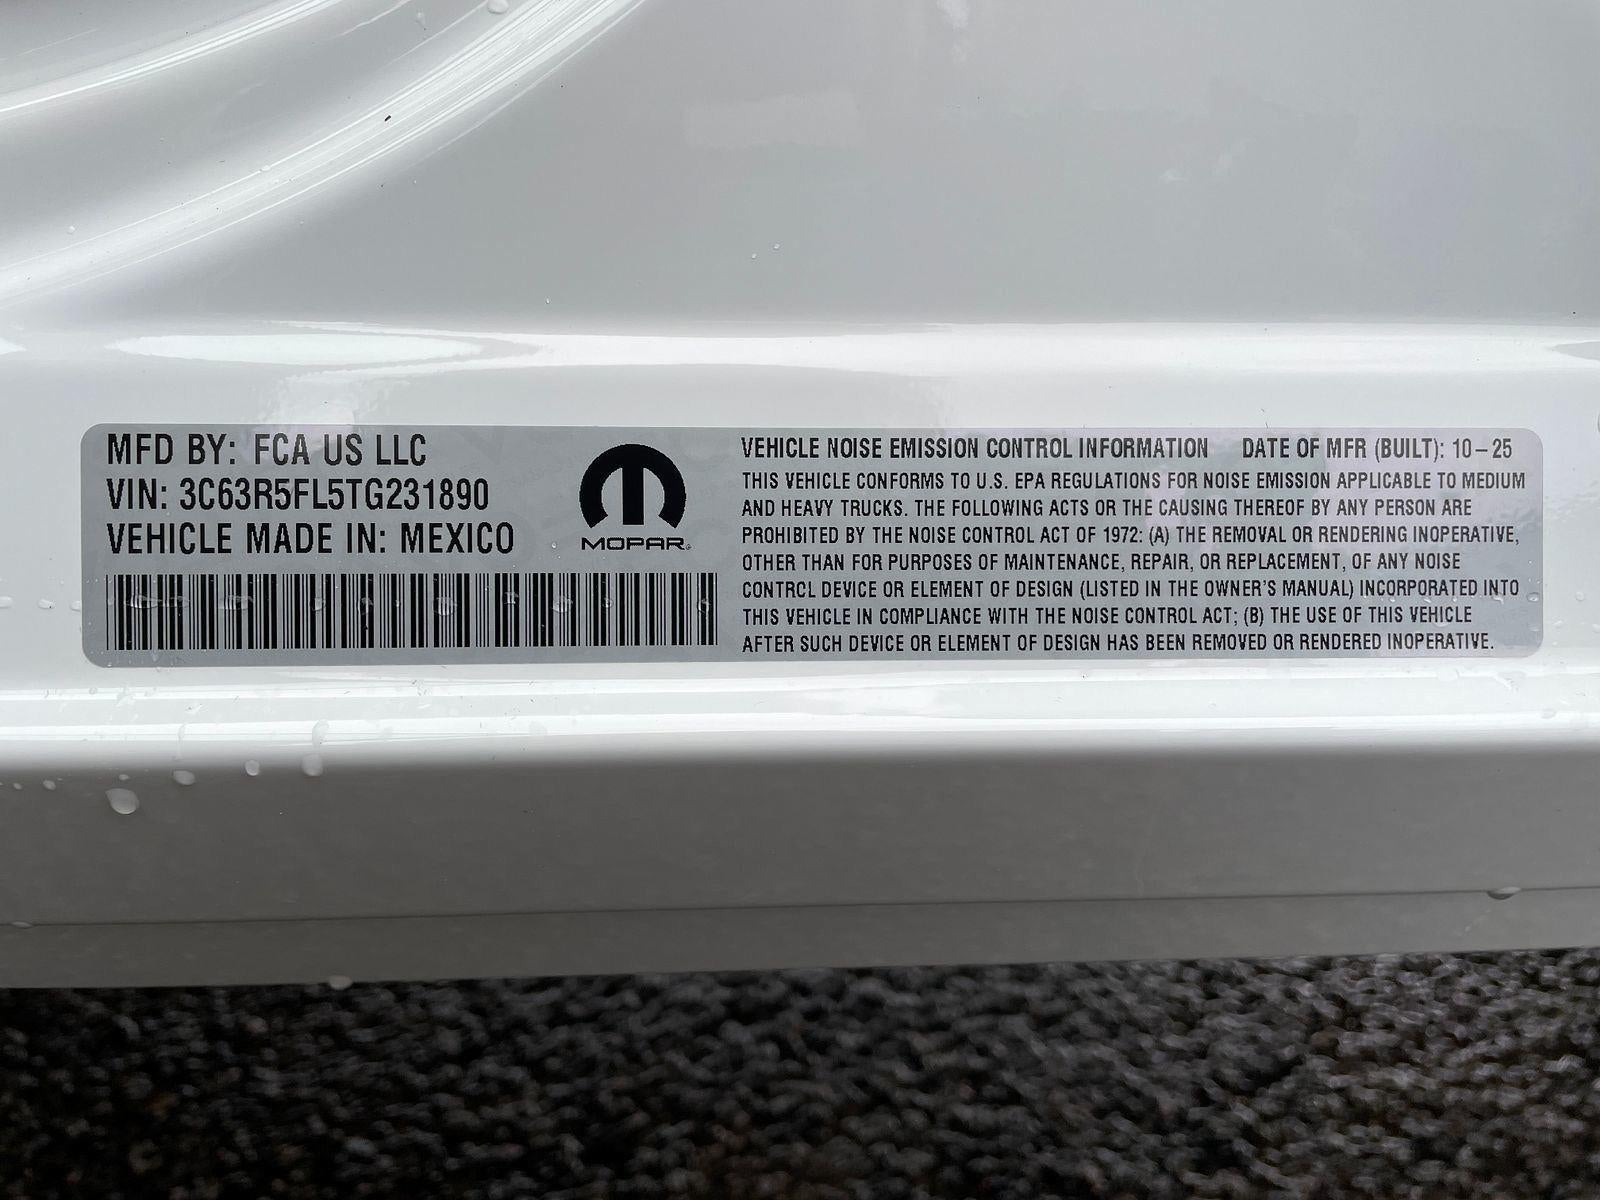 MFD BY: FCA US LLC
VIN: 3C63R5FL5TG231890
VEHICLE MADE IN: MEXICO
MOPAR®
VEHICLE NOISE EMISSION CONTROL INFORMATION DATE OF MFR (BUILT): 10–25
THIS VEHICLE CONFORMS TO U.S. EPA REGULATIONS FOR NOISE EMISSION APPLICABLE TO MEDIUM
AND HEAVY TRUCKS. THE FOLLOWING ACTS OR THE CAUSING THEREOF BY ANY PERSON ARE
PROHIBITED BY THE NOISE CONTROL ACT OF 1972: (A) THE REMOVAL OR RENDERING INOPERATIVE,
OTHER THAN FOR PURPOSES OF MAINTENANCE, REPAIR, OR REPLACEMENT, OF ANY NOISE
CONTROL DEVICE OR ELEMENT OF DESIGN (LISTED IN THE OWNER'S MANUAL) INCORPORATED INTO
THIS VEHICLE IN COMPLIANCE WITH THE NOISE CONTROL ACT; (B) THE USE OF THIS VEHICLE
AFTER SUCH DEVICE OR ELEMENT OF DESIGN HAS BEEN REMOVED OR RENDERED INOPERATIVE.